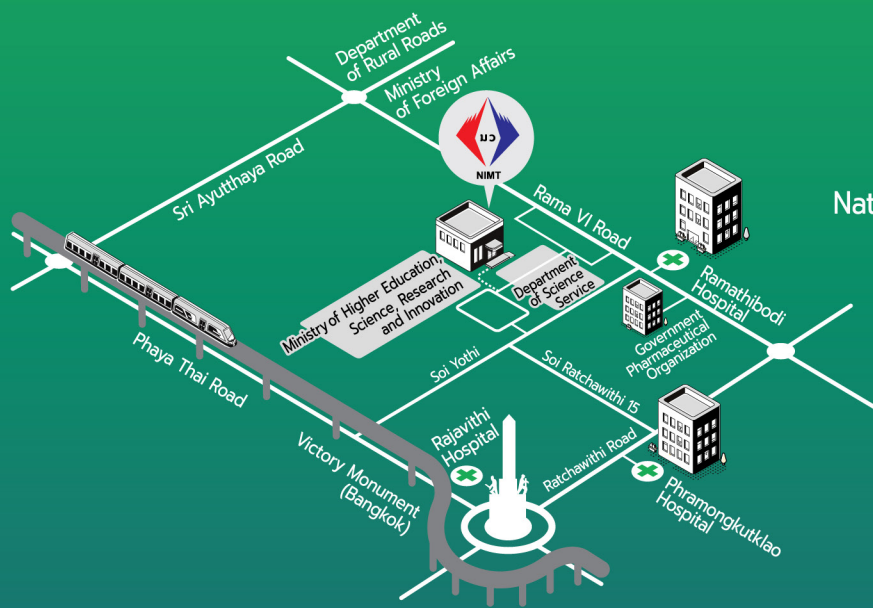 Department
of Rural Roads
Ministry
of Foreign Affairs
มว
NIMT
Sri Ayutthaya Road
Rama VI Road
Nat
Ministry of Higher Education,
Science, Research
and Innovation
Department
of Science
Service
Ramathibodi
Hospital
Government
Pharmaceutical
Organization
Phaya Thai Road
Soi Yothi
Soi Ratchawithi 15
Victory Monument
(Bangkok)
Rajavithi
Hospital
Ratchawithi Road
Phramongkutklao
Hospital